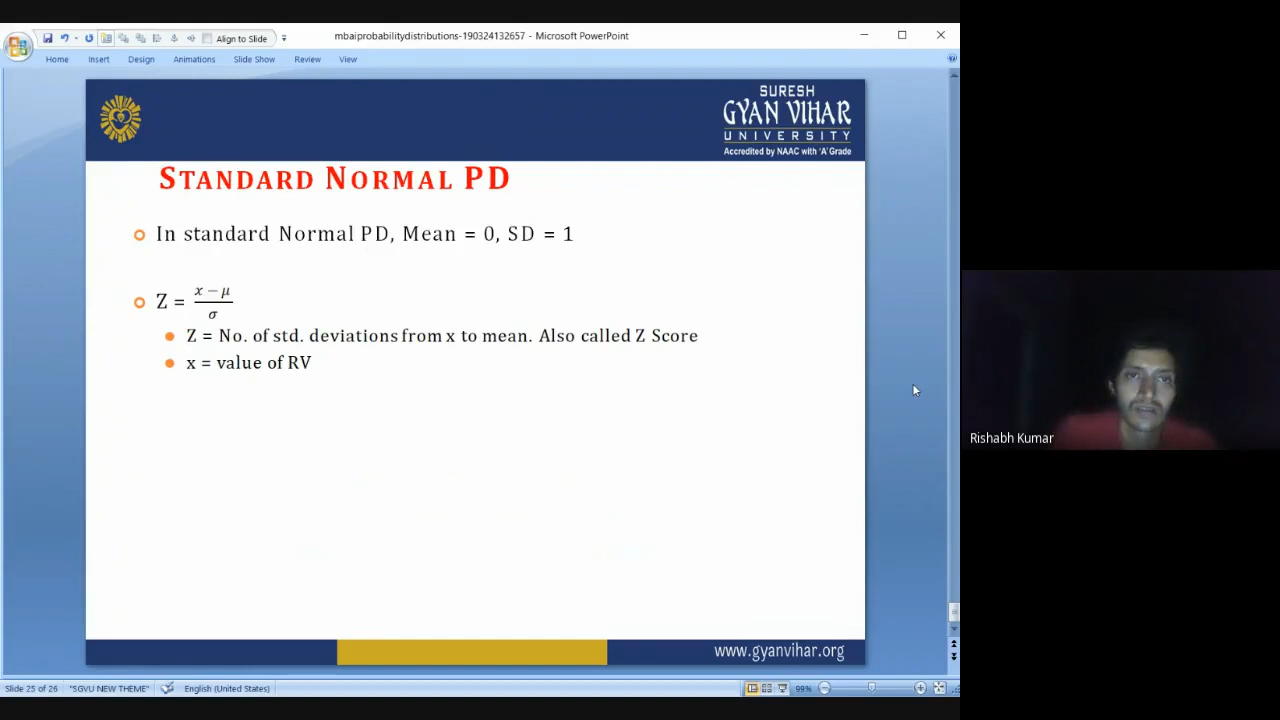 mbaiprobabilitydistributions-190324132657 - Microsoft PowerPoint
Align to Slide
Home Insert Design Animations Slide Show Review View
SURESH
GYAN VIHAR
UNIVERSITY
Accredited by NAAC with 'A' Grade
STANDARD NORMAL PD
In standard Normal PD, Mean = 0, SD = 1
Z = (x − μ) / σ
Z = No. of std. deviations from x to mean. Also called Z Score
x = value of RV
Rishabh Kumar
www.gyanvihar.org
Slide 25 of 26 "SGVU NEW THEME" English (United States) 99%